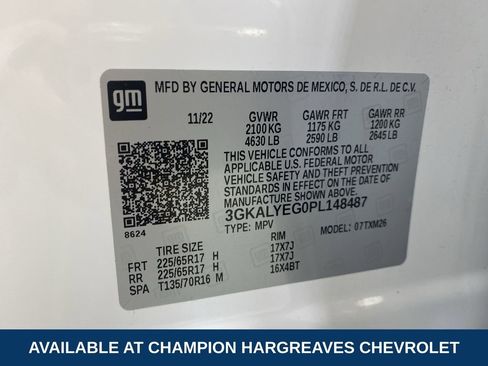 gm
MFD BY GENERAL MOTORS DE MEXICO, S. DE R.L. DE C.V.
11/22 GVWR GAWR FRT GAWR RR
2100 KG 1175 KG 1200 KG
4630 LB 2590 LB 2645 LB
THIS VEHICLE CONFORMS TO ALL
APPLICABLE U.S. FEDERAL MOTOR
VEHICLE SAFETY, BUMPER, AND
THEFT PREVENTION STANDARDS
IN EFFECT ON THE DATE OF
MANUFACTURE SHOWN ABOVE.
3GKALYEG0PL148487
8624 TYPE: MPV MODEL: 07TXM26
TIRE SIZE RIM
FRT 225/65R17 H 17X7J
RR 225/65R17 H 17X7J
SPA T135/70R16 M 16X4BT
AVAILABLE AT CHAMPION HARGREAVES CHEVROLET